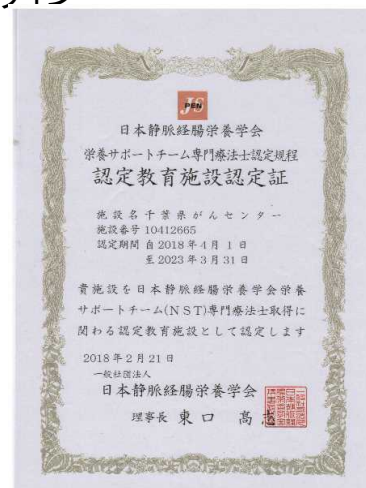 JS
PEN
日本静脈経腸栄養学会
栄養サポートチーム専門療法士認定規程
認定教育施設認定証
施設名 千葉県がんセンター
施設番号 10412665
認定期間 自 2018年4月1日
至 2023年3月31日
貴施設を日本静脈経腸栄養学会栄養
サポートチーム(NST)専門療法士取得に
関わる認定教育施設として認定します
2018年2月21日
一般社団法人
日本静脈経腸栄養学会
理事長 東口 高志